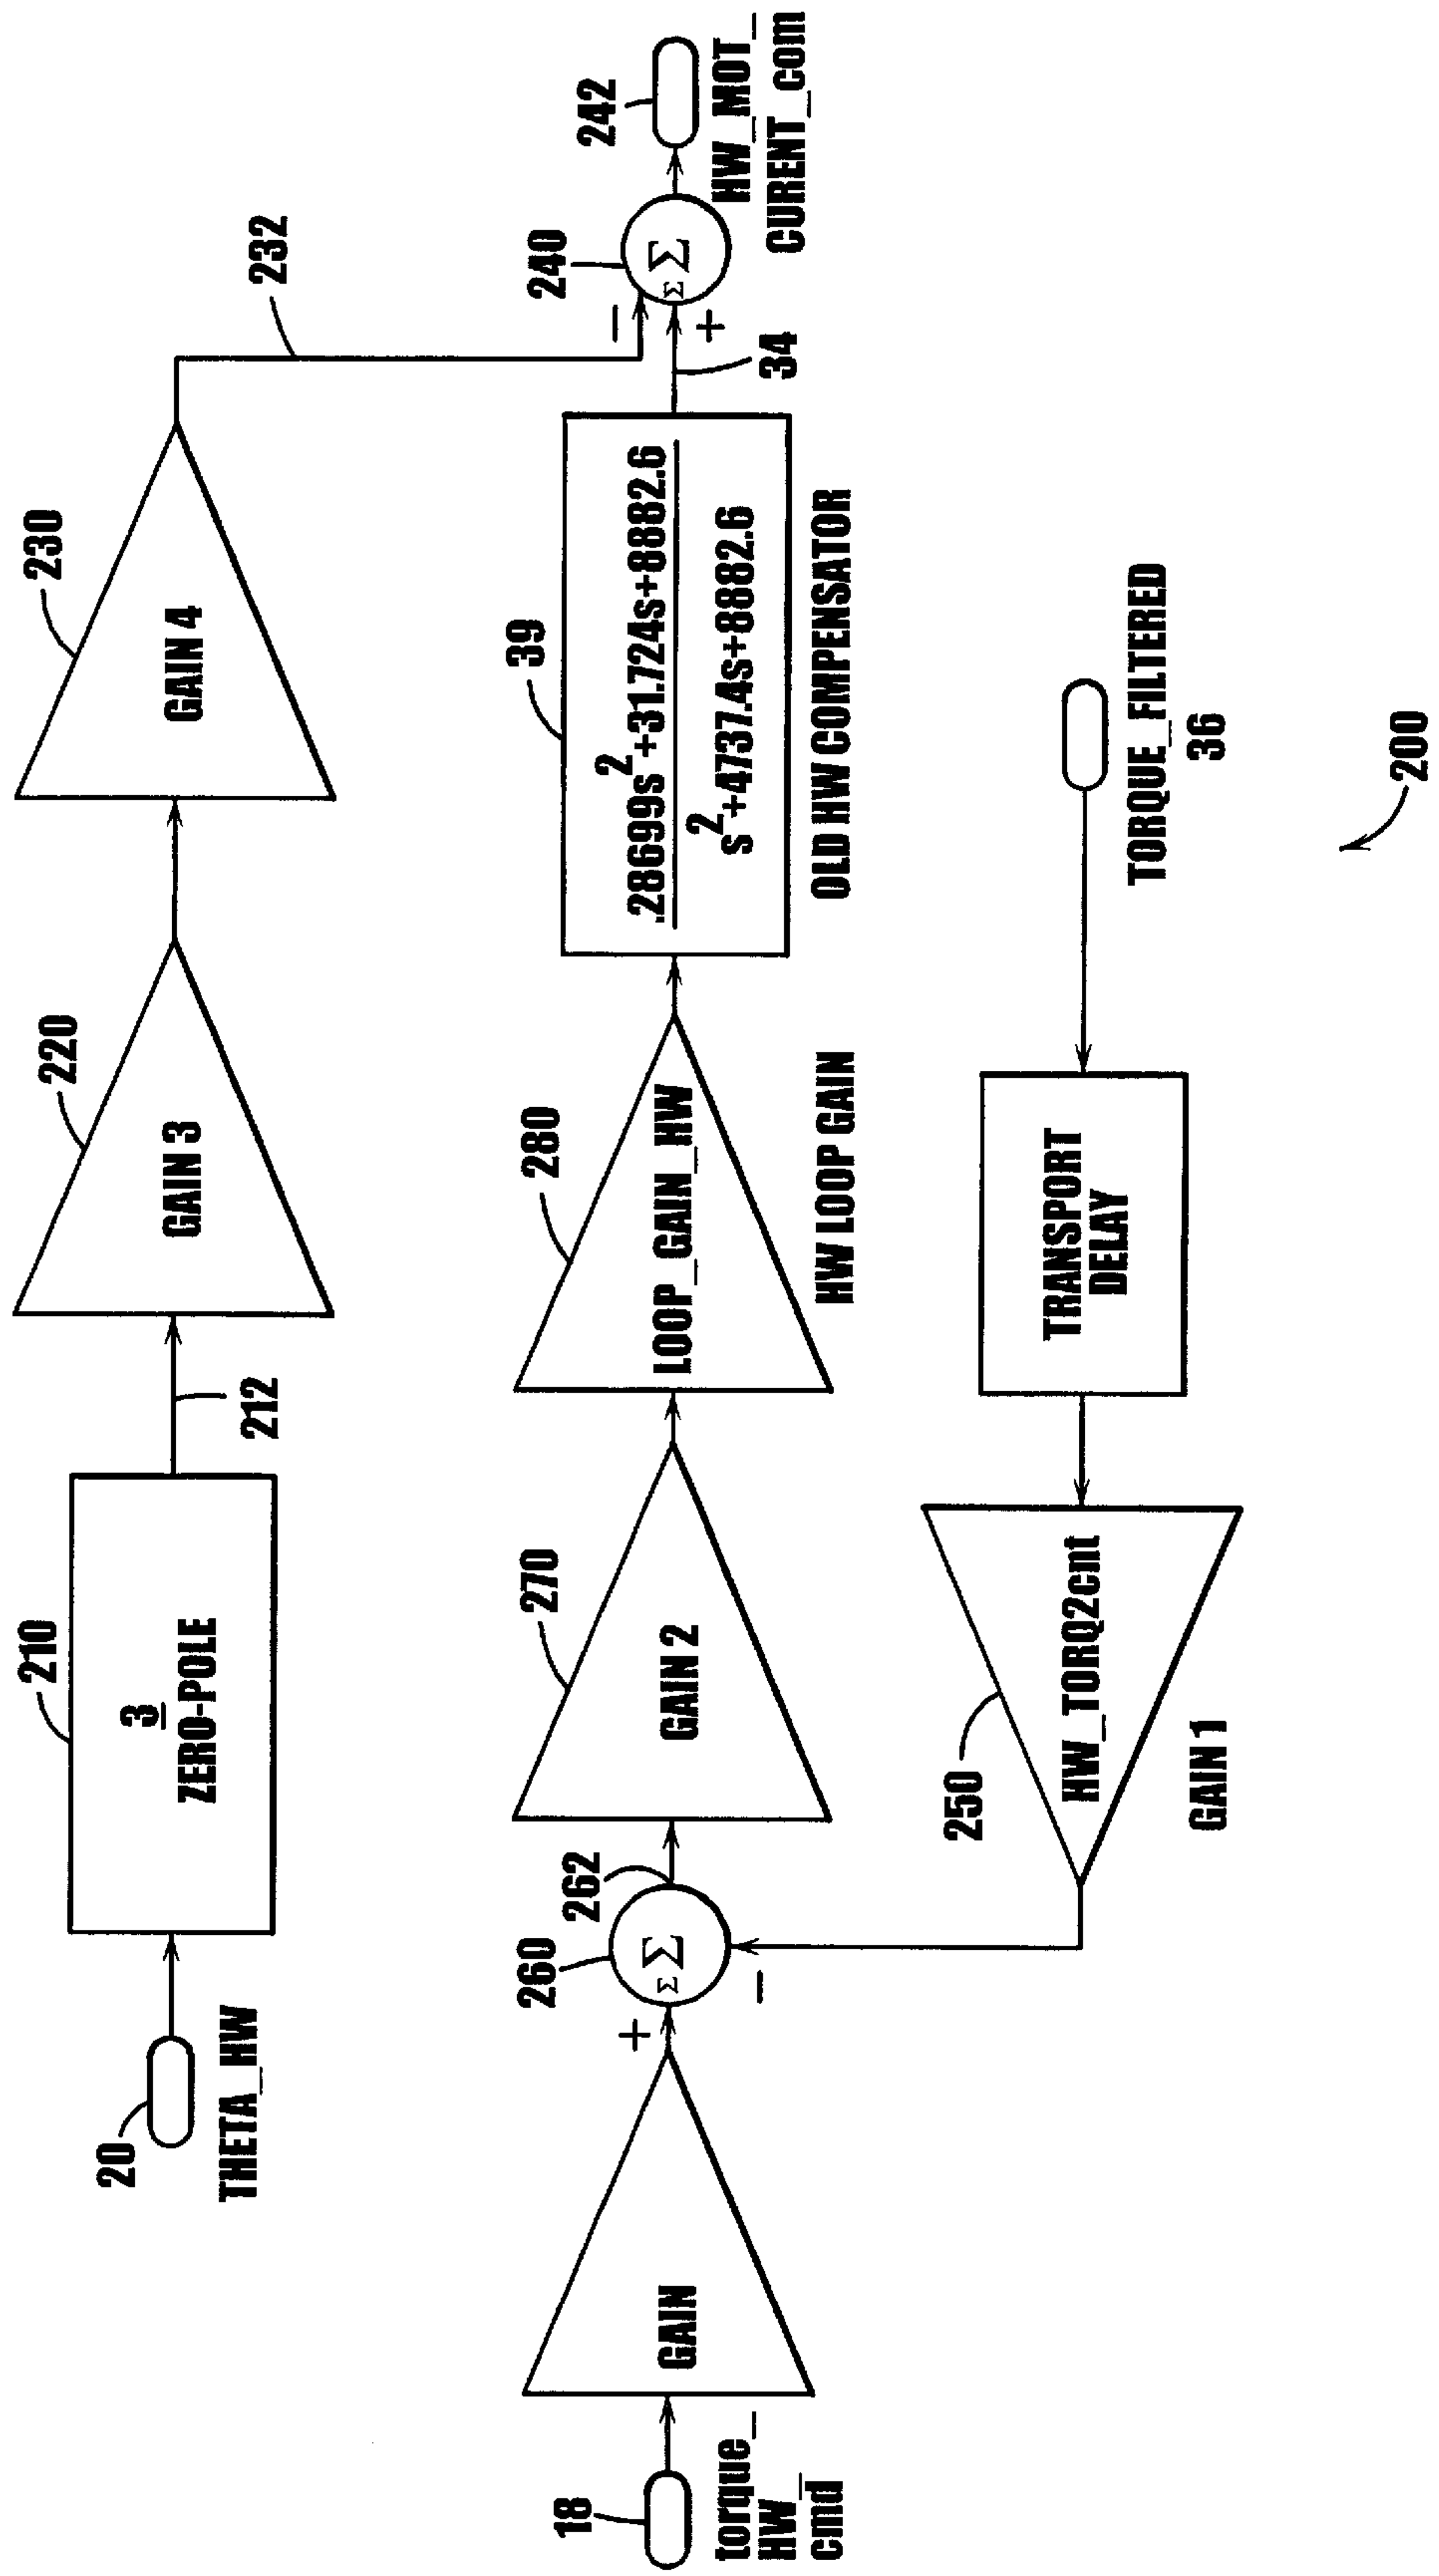 20
THETA_HW
210
3
ZERO-POLE
212
220
GAIN 3
230
GAIN 4
232
18
torque_
HW_
cmd
GAIN
+
−
260
Σ Σ
262
270
GAIN 2
280
LOOP_GAIN_HW
HW LOOP GAIN
39
.28699s²+31.724s+8882.6
s²+4737.4s+8882.6
OLD HW COMPENSATOR
34
−
+
240
Σ Σ
242
HW_MOT_
CURENT_com
250
HW_TORQ2cnt
GAIN 1
TRANSPORT
DELAY
TORQUE_FILTERED
36
200